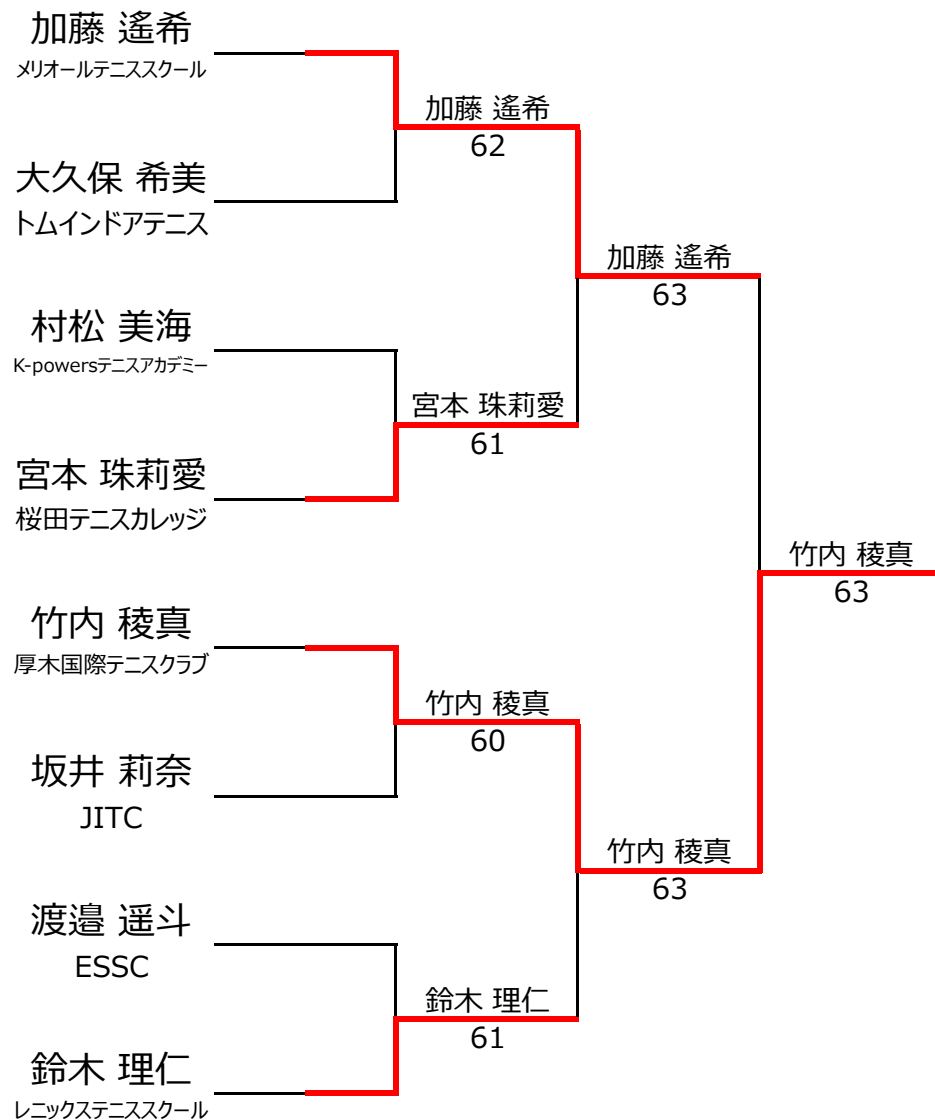 加藤 遙希
メリオールテニススクール
大久保 希美
トムインドアテニス
村松 美海
K-powersテニスアカデミー
宮本 珠莉愛
桜田テニスカレッジ
竹内 稜真
厚木国際テニスクラブ
坂井 莉奈
JITC
渡邉 遥斗
ESSC
鈴木 理仁
レニックステニススクール
加藤 遙希
62
宮本 珠莉愛
61
竹内 稜真
60
鈴木 理仁
61
加藤 遙希
63
竹内 稜真
63
竹内 稜真
63